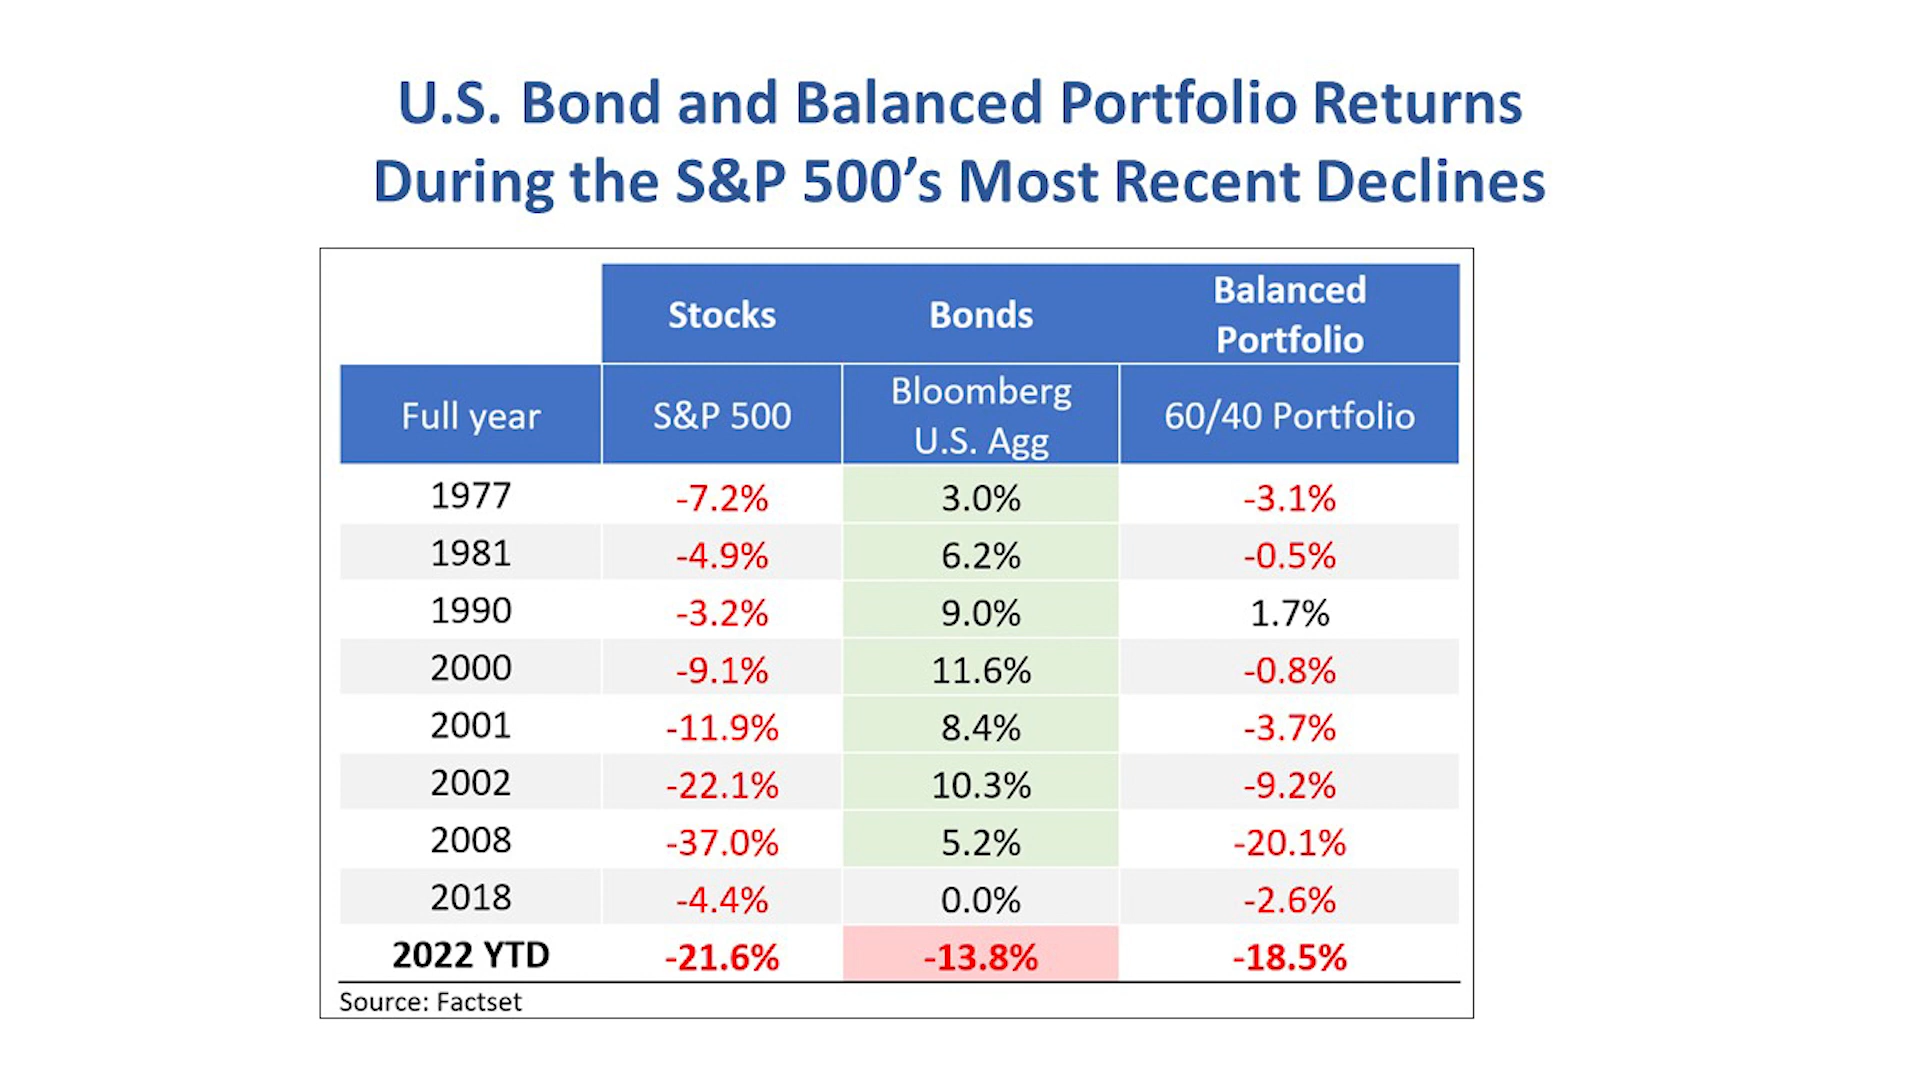 U.S. Bond and Balanced Portfolio Returns
During the S&P 500’s Most Recent Declines
Stocks Bonds Balanced Portfolio
Full year S&P 500 Bloomberg U.S. Agg 60/40 Portfolio
1977 -7.2% 3.0% -3.1%
1981 -4.9% 6.2% -0.5%
1990 -3.2% 9.0% 1.7%
2000 -9.1% 11.6% -0.8%
2001 -11.9% 8.4% -3.7%
2002 -22.1% 10.3% -9.2%
2008 -37.0% 5.2% -20.1%
2018 -4.4% 0.0% -2.6%
2022 YTD -21.6% -13.8% -18.5%
Source: Factset